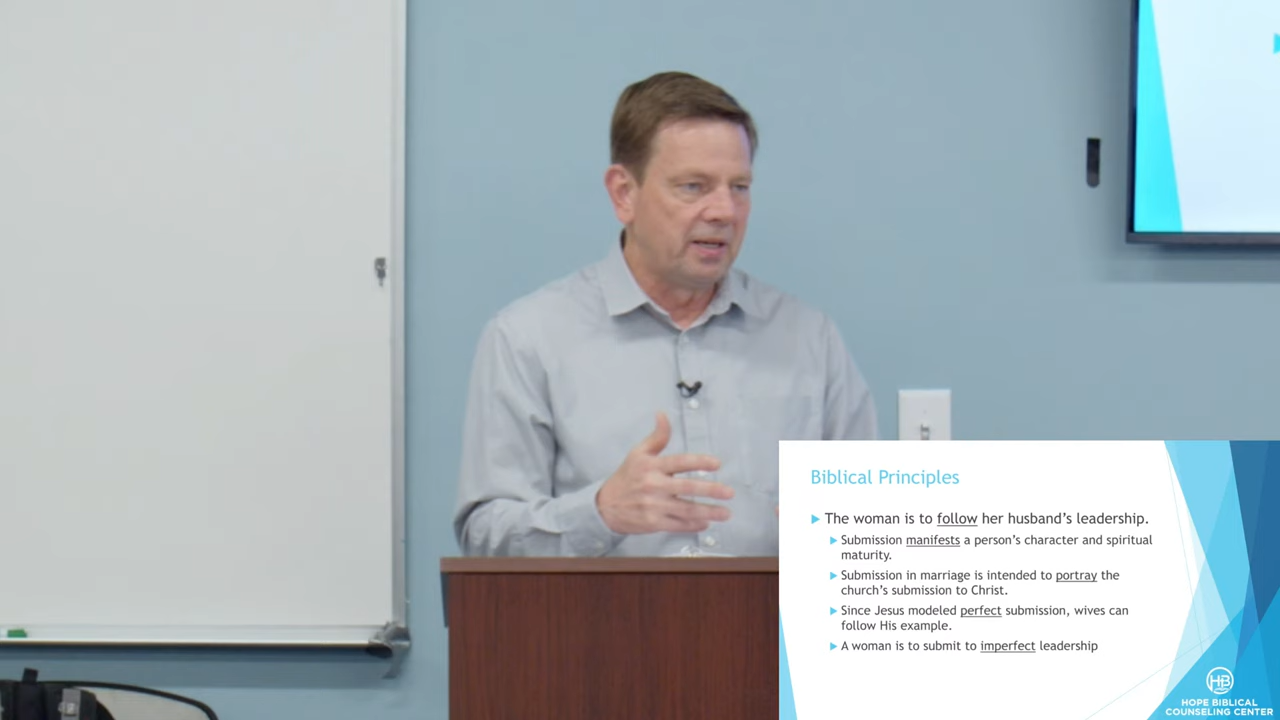 Biblical Principles
The woman is to follow her husband's leadership.
Submission manifests a person's character and spiritual
maturity.
Submission in marriage is intended to portray the
church's submission to Christ.
Since Jesus modeled perfect submission, wives can
follow His example.
A woman is to submit to imperfect leadership
HB
HOPE BIBLICAL
COUNSELING CENTER